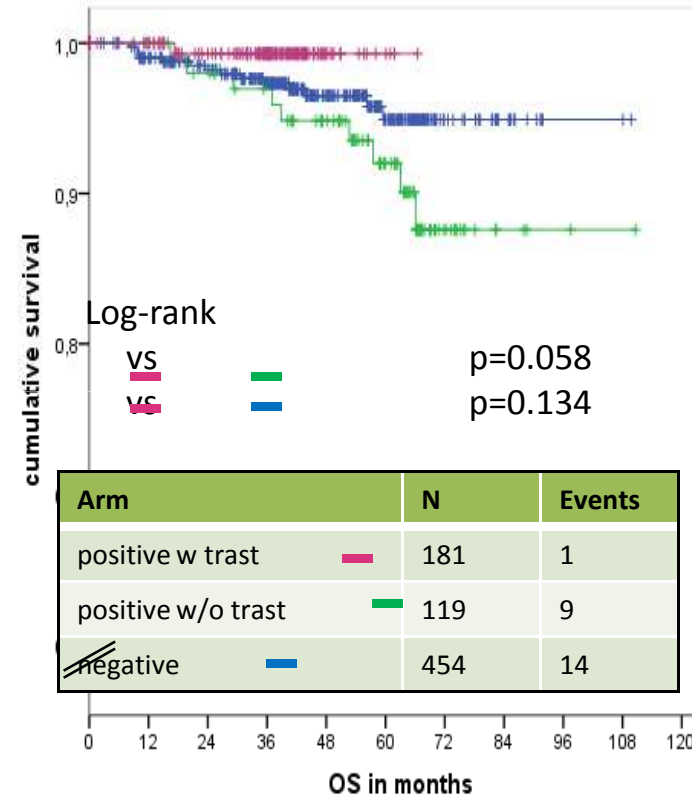 1,0
0,9
cumulative survival
0,8
Log-rank
vs p=0.058
vs p=0.134
Arm N Events
positive w trast 181 1
positive w/o trast 119 9
negative 454 14
0 12 24 36 48 60 72 84 96 108 120
OS in months